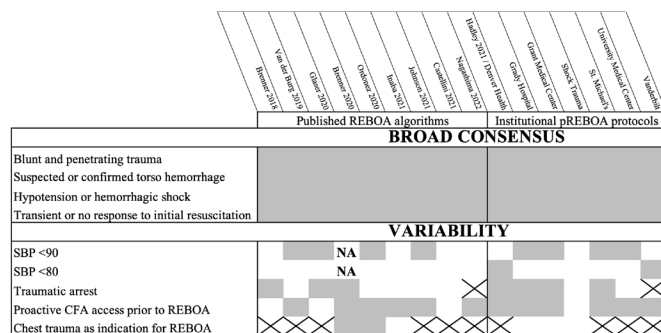 Brenner 2018
Van der Burg 2019
Glaser 2020
Brenner 2020
Ordonez 2020
Inaba 2021
Johnson 2021
Castellini 2021
Nagashima 2022
Hadley 2021 / Denver Health
Grady Hospital
Grant Medical Center
Shock Trauma
St. Michael's
University Medical Center
Vanderbilt
Published REBOA algorithms
Institutional pREBOA protocols
BROAD CONSENSUS
Blunt and penetrating trauma
Suspected or confirmed torso hemorrhage
Hypotension or hemorrhagic shock
Transient or no response to initial resuscitation
VARIABILITY
SBP <90 NA
SBP <80 NA
Traumatic arrest
Proactive CFA access prior to REBOA
Chest trauma as indication for REBOA